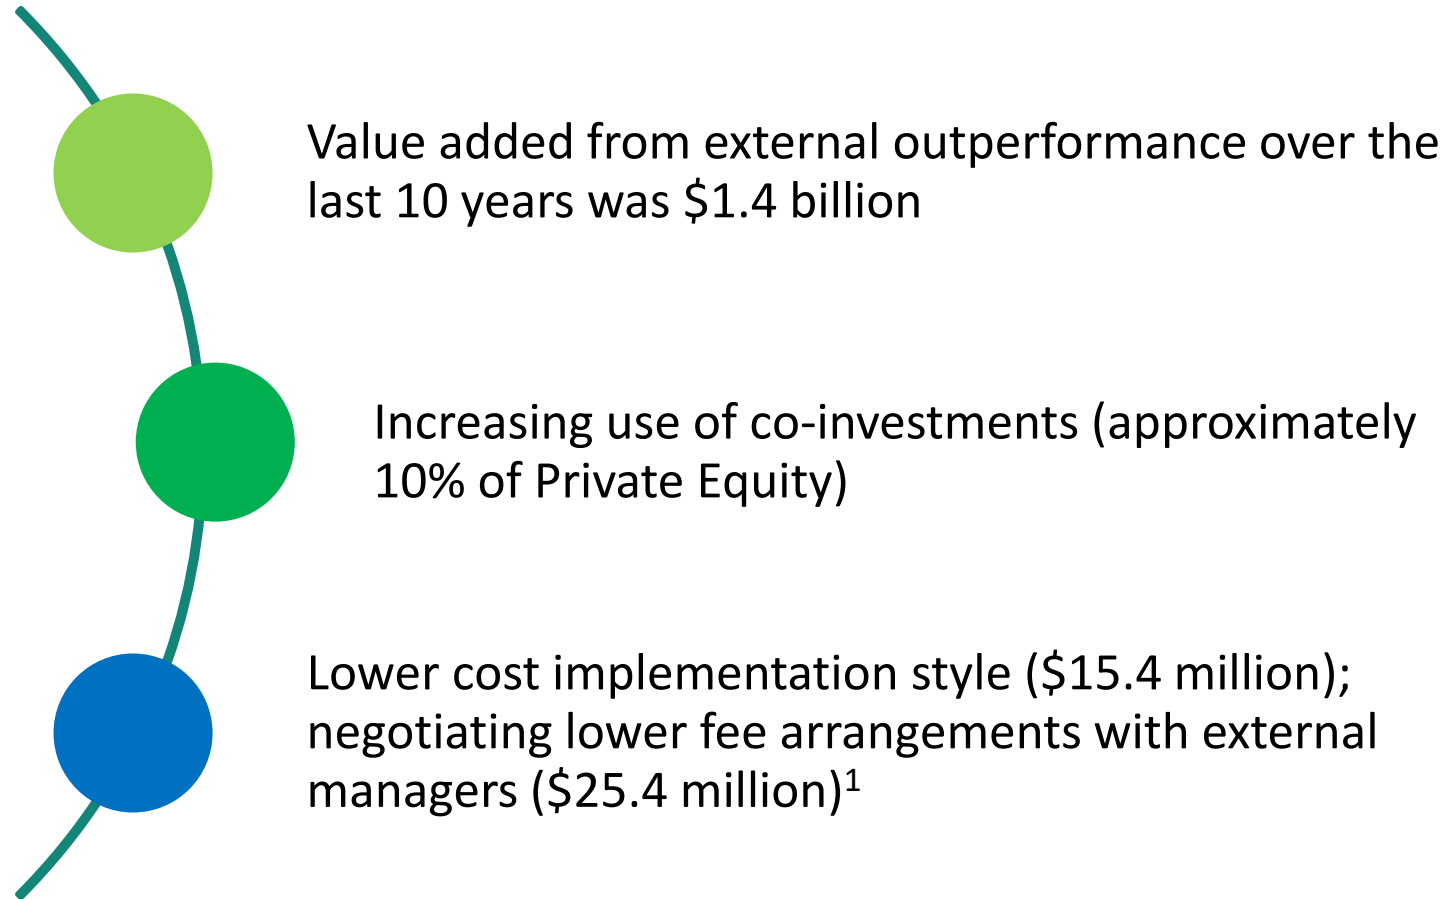 Value added from external outperformance over the
last 10 years was $1.4 billion
Increasing use of co-investments (approximately
10% of Private Equity)
Lower cost implementation style ($15.4 million);
negotiating lower fee arrangements with external
managers ($25.4 million)¹